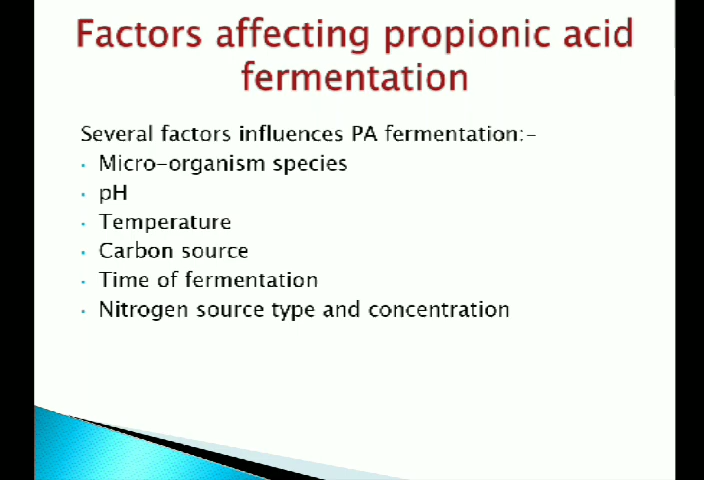 Factors affecting propionic acid
fermentation
Several factors influences PA fermentation:-
• Micro-organism species
• pH
• Temperature
• Carbon source
• Time of fermentation
• Nitrogen source type and concentration